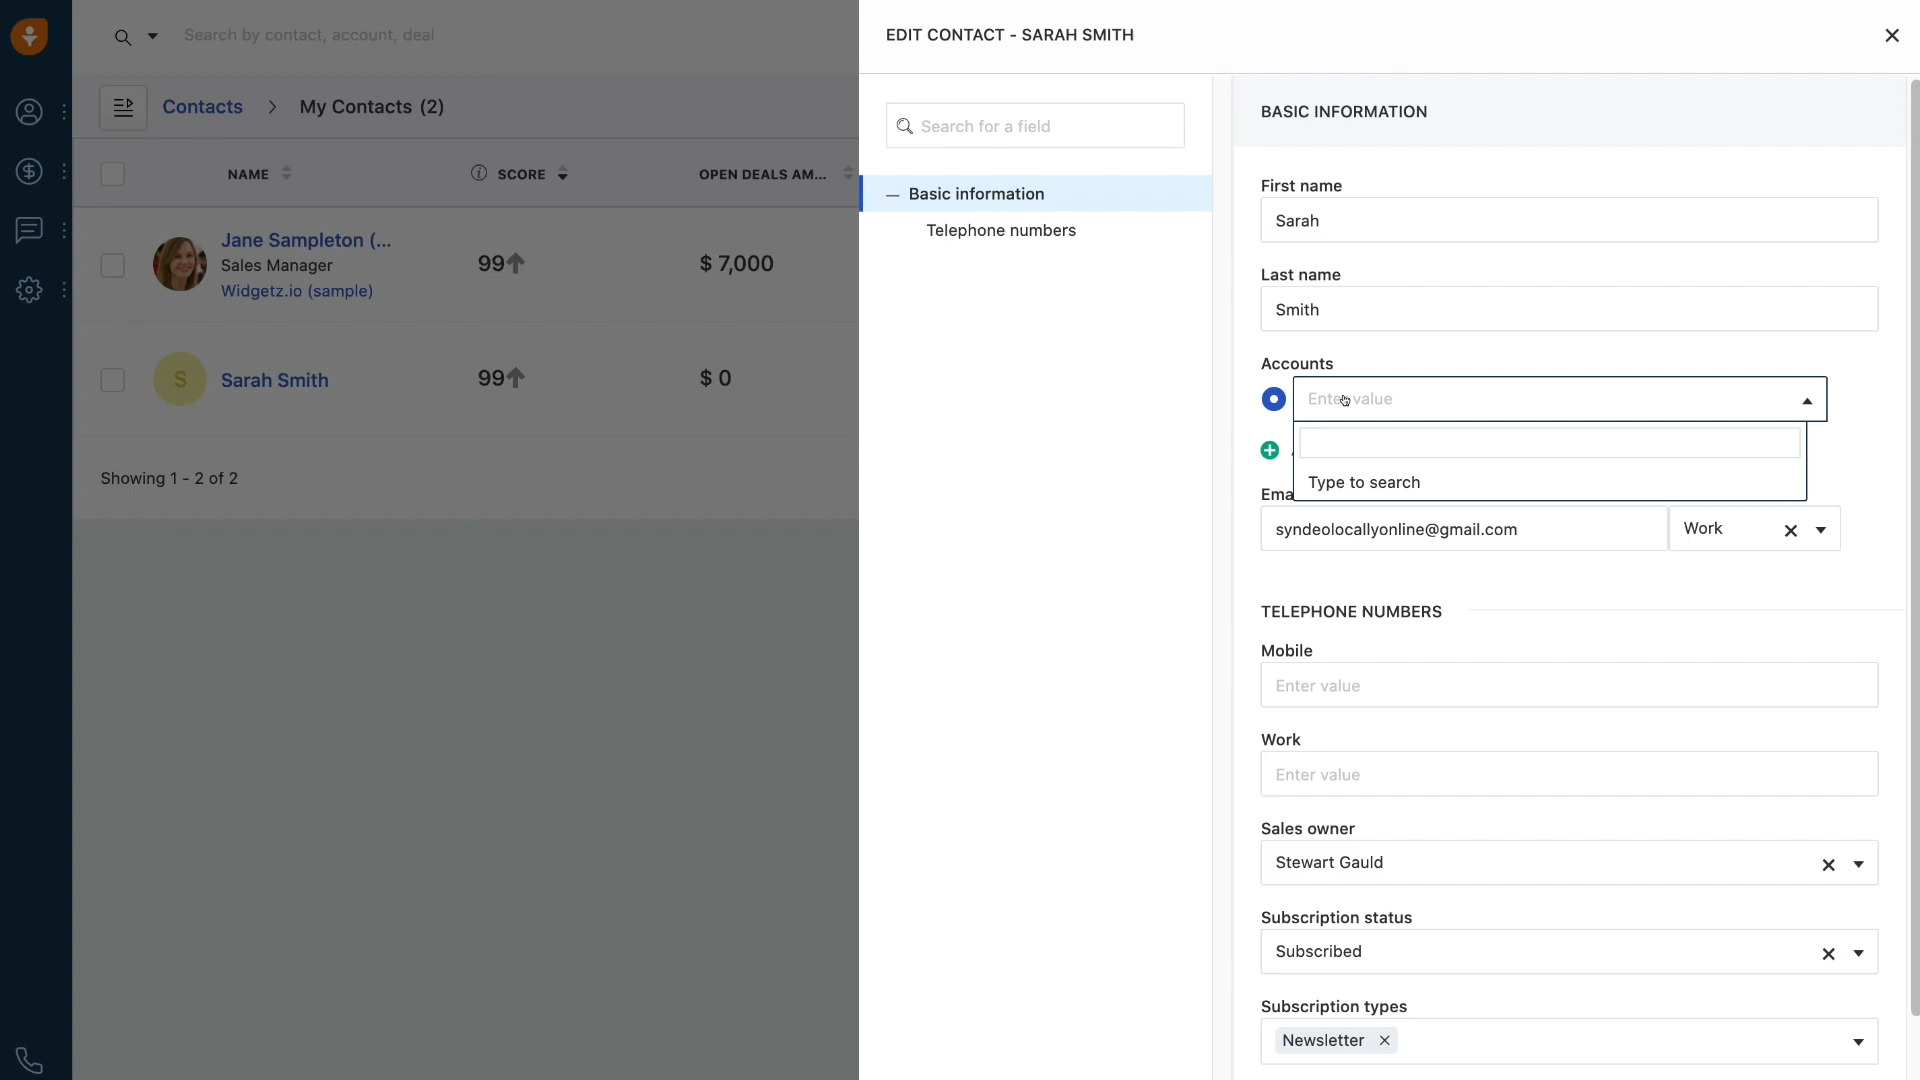 Search by contact, account, deal
Contacts > My Contacts (2)
NAME SCORE OPEN DEALS AM...
Jane Sampleton (...
Sales Manager
Widgetz.io (sample)
99 $ 7,000
S Sarah Smith 99 $ 0
Showing 1 - 2 of 2
EDIT CONTACT - SARAH SMITH
Search for a field
Basic information
Telephone numbers
BASIC INFORMATION
First name
Sarah
Last name
Smith
Accounts
Enter value
Type to search
Ema
syndeolocallyonline@gmail.com Work
TELEPHONE NUMBERS
Mobile
Enter value
Work
Enter value
Sales owner
Stewart Gauld
Subscription status
Subscribed
Subscription types
Newsletter